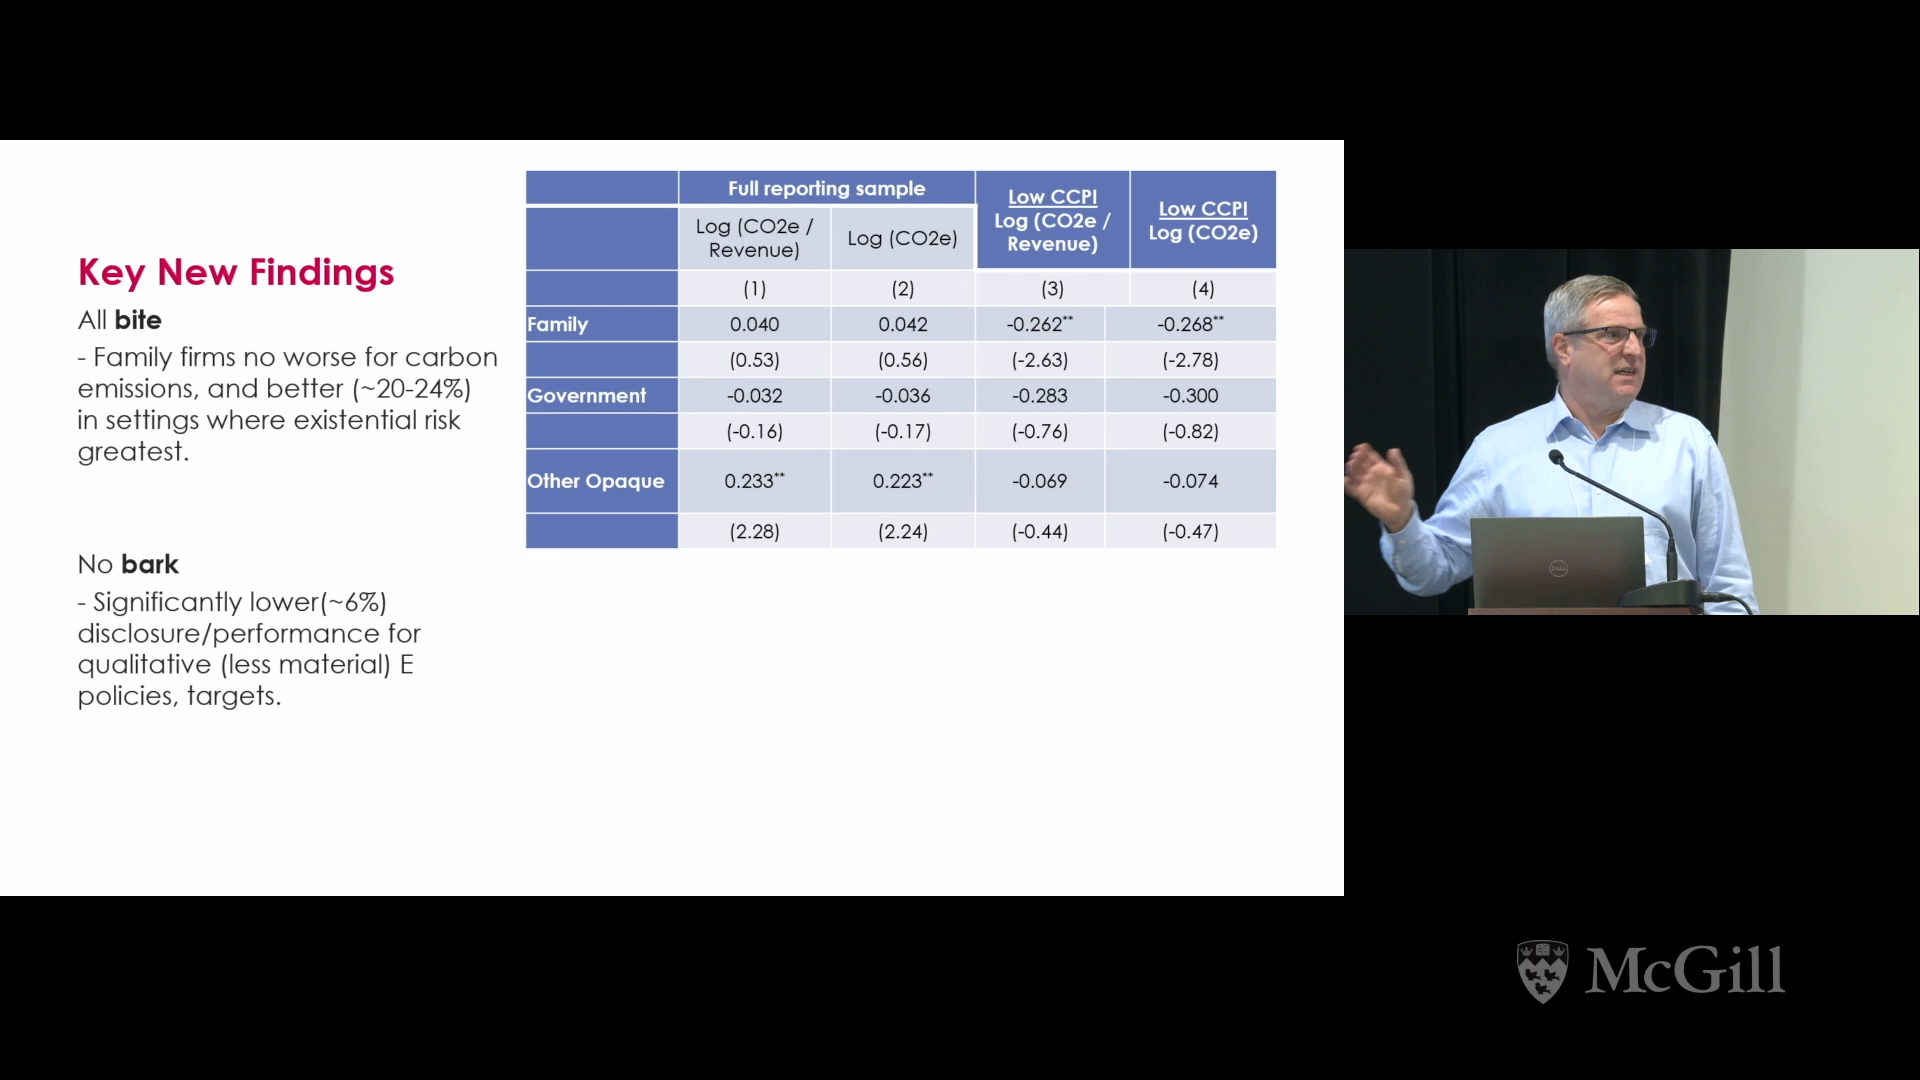 Key New Findings
All bite
- Family firms no worse for carbon
emissions, and better (~20-24%)
in settings where existential risk
greatest.
No bark
- Significantly lower(~6%)
disclosure/performance for
qualitative (less material) E
policies, targets.
Full reporting sample
Low CCPI
Log (CO2e /
Revenue)
Low CCPI
Log (CO2e)
Log (CO2e /
Revenue)
Log (CO2e)
(1) (2) (3) (4)
Family 0.040 0.042 -0.262** -0.268**
(0.53) (0.56) (-2.63) (-2.78)
Government -0.032 -0.036 -0.283 -0.300
(-0.16) (-0.17) (-0.76) (-0.82)
Other Opaque 0.233** 0.223** -0.069 -0.074
(2.28) (2.24) (-0.44) (-0.47)
DELL
McGill